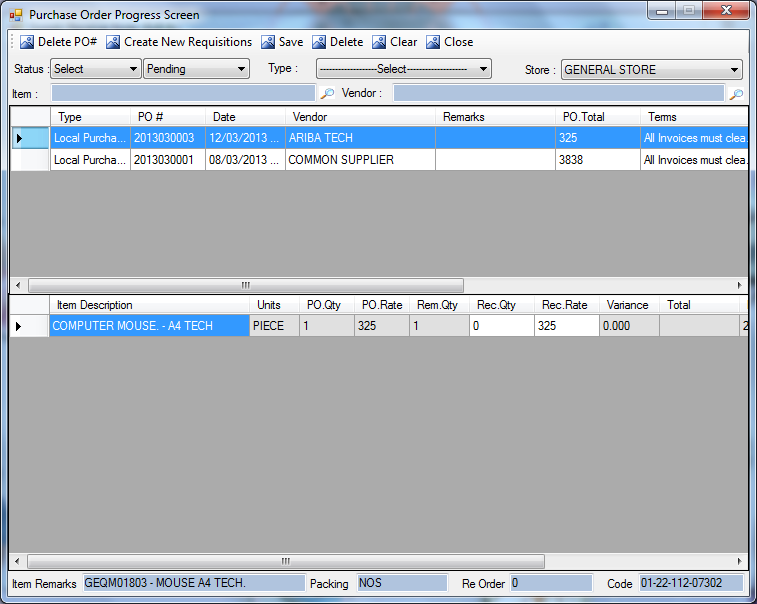 Purchase Order Progress Screen
Delete PO# Create New Requisitions Save Delete Clear Close
Status : Select Pending Type : -------------------Select------------------- Store : GENERAL STORE
Item : Vendor :
Type PO # Date Vendor Remarks PO.Total Terms
Local Purcha... 2013030003 12/03/2013 ... ARIBA TECH 325 All Invoices must clea
Local Purcha... 2013030001 08/03/2013 ... COMMON SUPPLIER 3838 All Invoices must clea
Item Description Units PO.Qty PO.Rate Rem.Qty Rec.Qty Rec.Rate Variance Total
COMPUTER MOUSE. - A4 TECH PIECE 1 325 1 0 325 0.000 2
Item Remarks GEQM01803 - MOUSE A4 TECH. Packing NOS Re Order 0 Code 01-22-112-07302